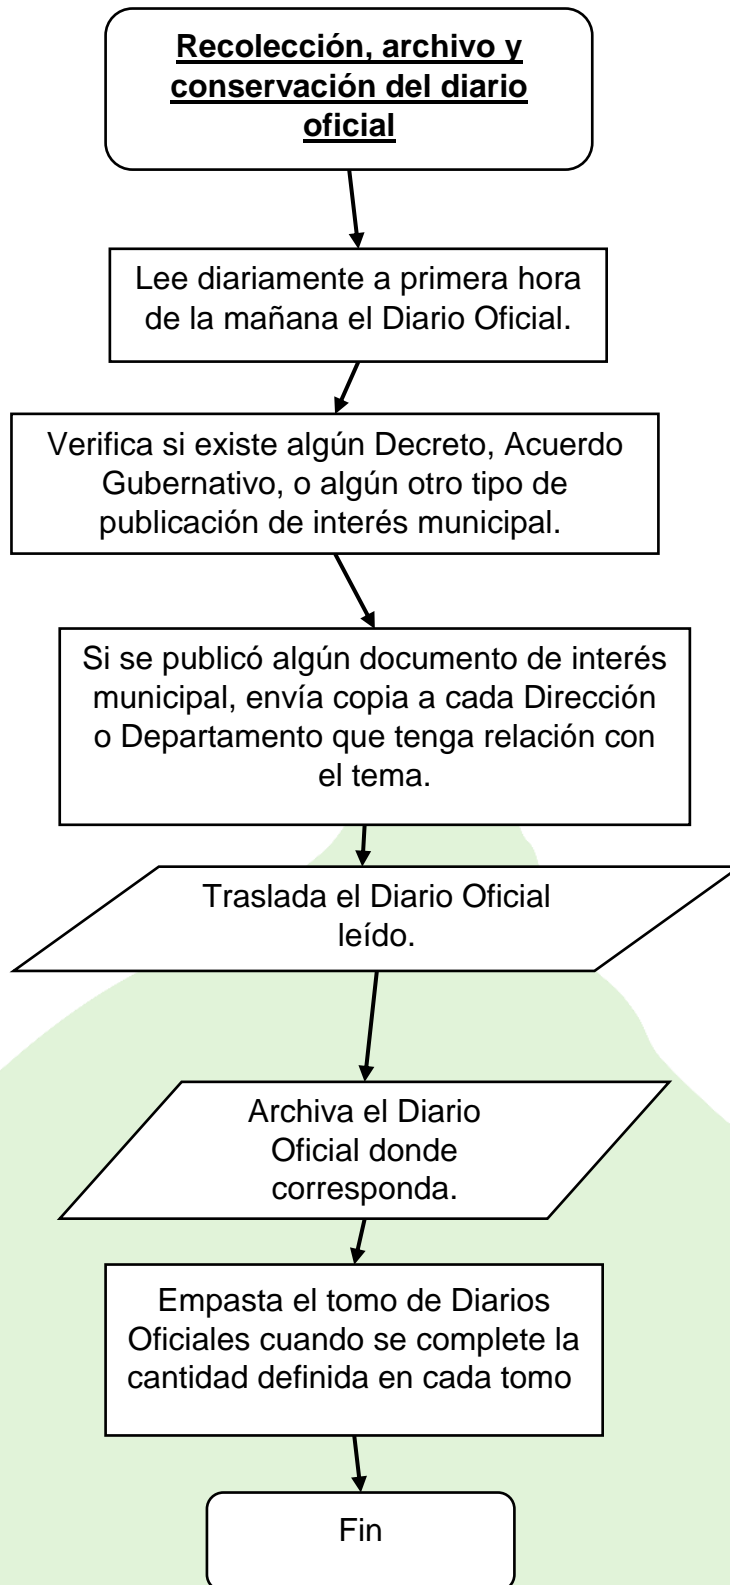 Recolección, archivo y
conservación del diario
oficial
Lee diariamente a primera hora
de la mañana el Diario Oficial.
Verifica si existe algún Decreto, Acuerdo
Gubernativo, o algún otro tipo de
publicación de interés municipal.
Si se publicó algún documento de interés
municipal, envía copia a cada Dirección
o Departamento que tenga relación con
el tema.
Traslada el Diario Oficial
leído.
Archiva el Diario
Oficial donde
corresponda.
Empasta el tomo de Diarios
Oficiales cuando se complete la
cantidad definida en cada tomo
Fin